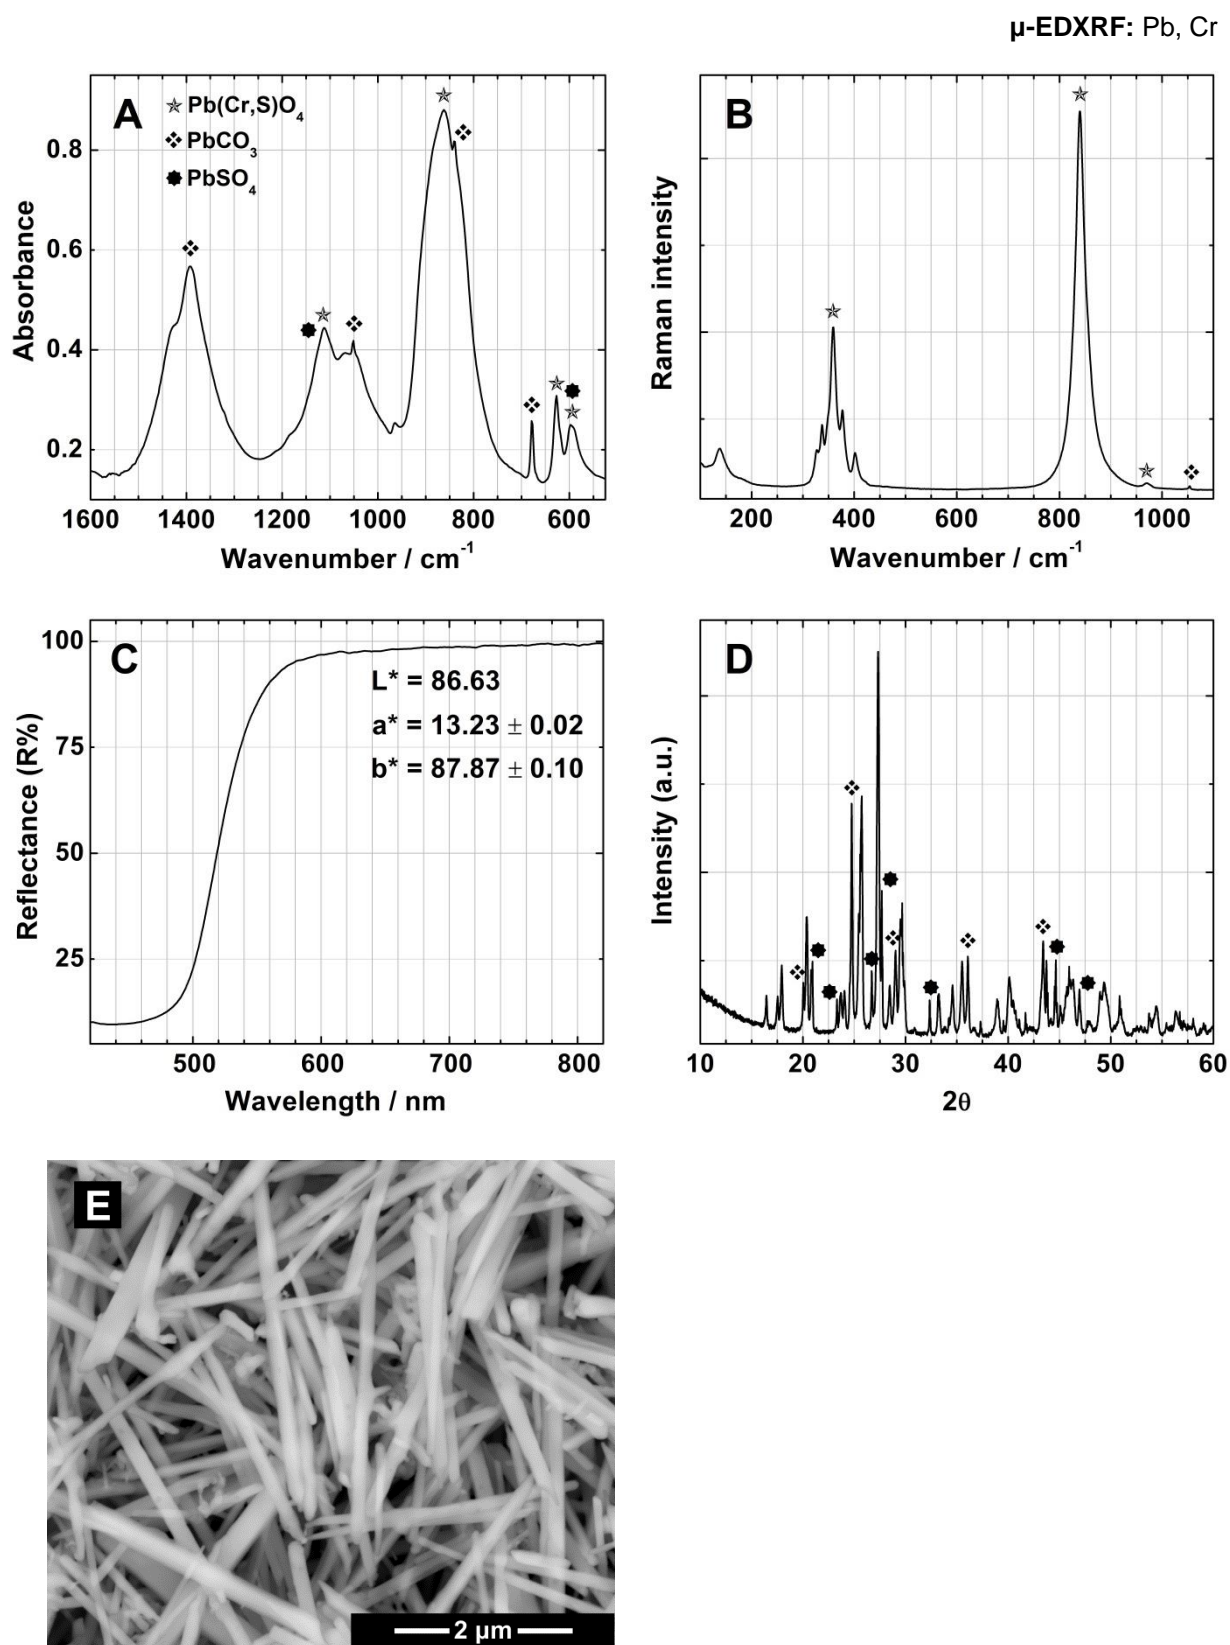 μ-EDXRF: Pb, Cr
A
Pb(Cr,S)O₄
PbCO₃
PbSO₄
0.8
0.6
0.4
0.2
Absorbance
1600 1400 1200 1000 800 600
Wavenumber / cm⁻¹
B
Raman intensity
200 400 600 800 1000
Wavenumber / cm⁻¹
C
L* = 86.63
a* = 13.23 ± 0.02
b* = 87.87 ± 0.10
100
75
50
25
Reflectance (R%)
500 600 700 800
Wavelength / nm
D
Intensity (a.u.)
10 20 30 40 50 60
2θ
E
2 μm